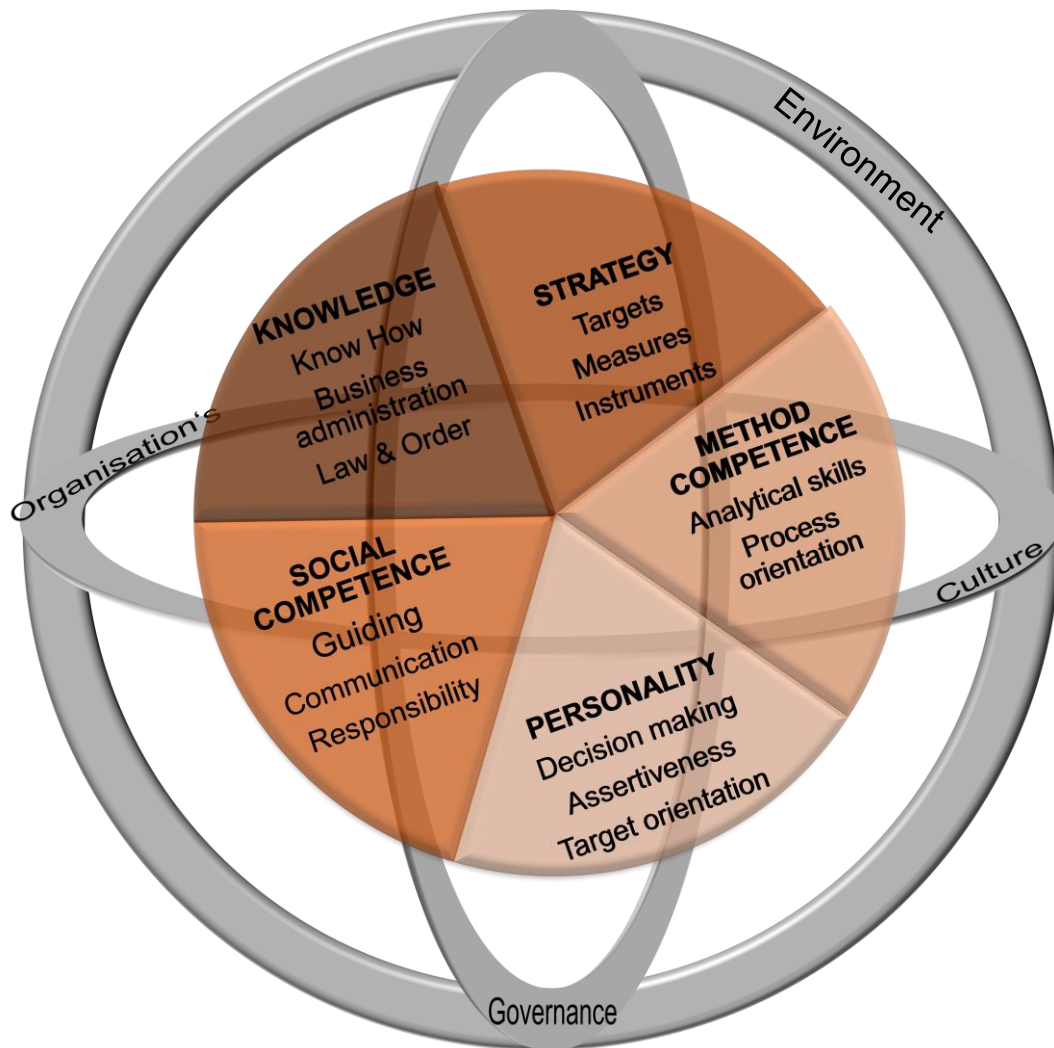 Environment
KNOWLEDGE
Know How
Business
administration
Law & Order
STRATEGY
Targets
Measures
Instruments
METHOD
COMPETENCE
Analytical skills
Process
orientation
Organisation‘s
Culture
SOCIAL
COMPETENCE
Guiding
Communication
Responsibility
PERSONALITY
Decision making
Assertiveness
Target orientation
Governance